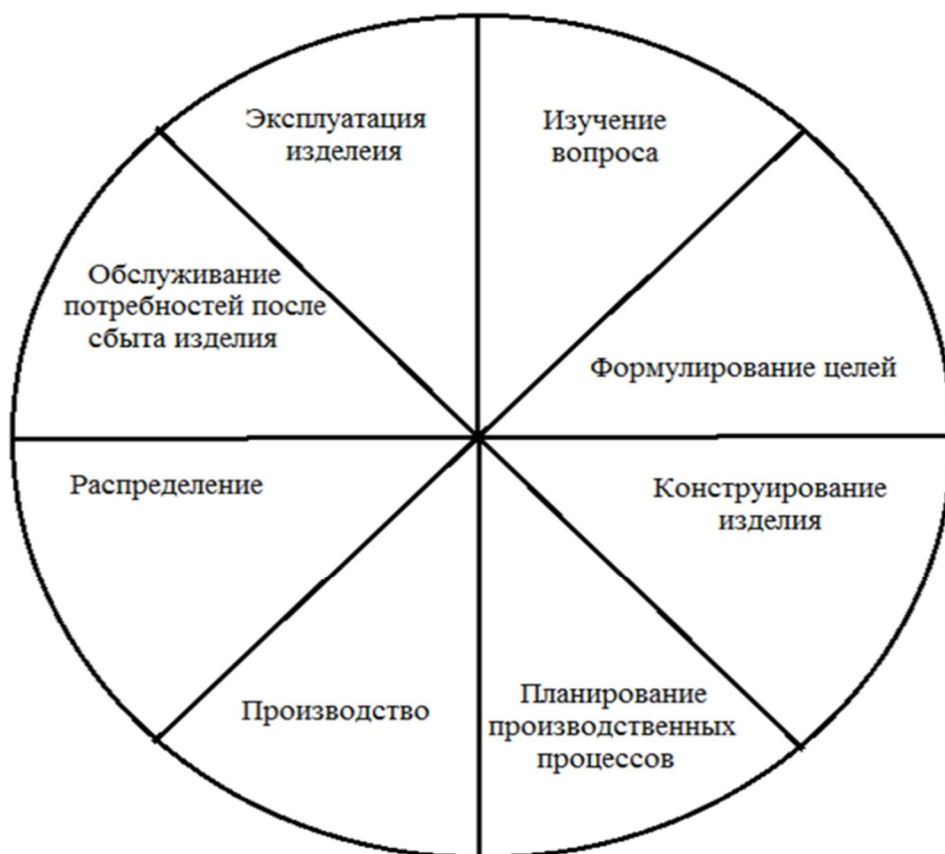 Эксплуатация
изделеия
Изучение
вопроса
Обслуживание
потребностей после
сбыта изделия
Формулирование целей
Распределение
Конструирование
изделия
Производство
Планирование
производственных
процессов